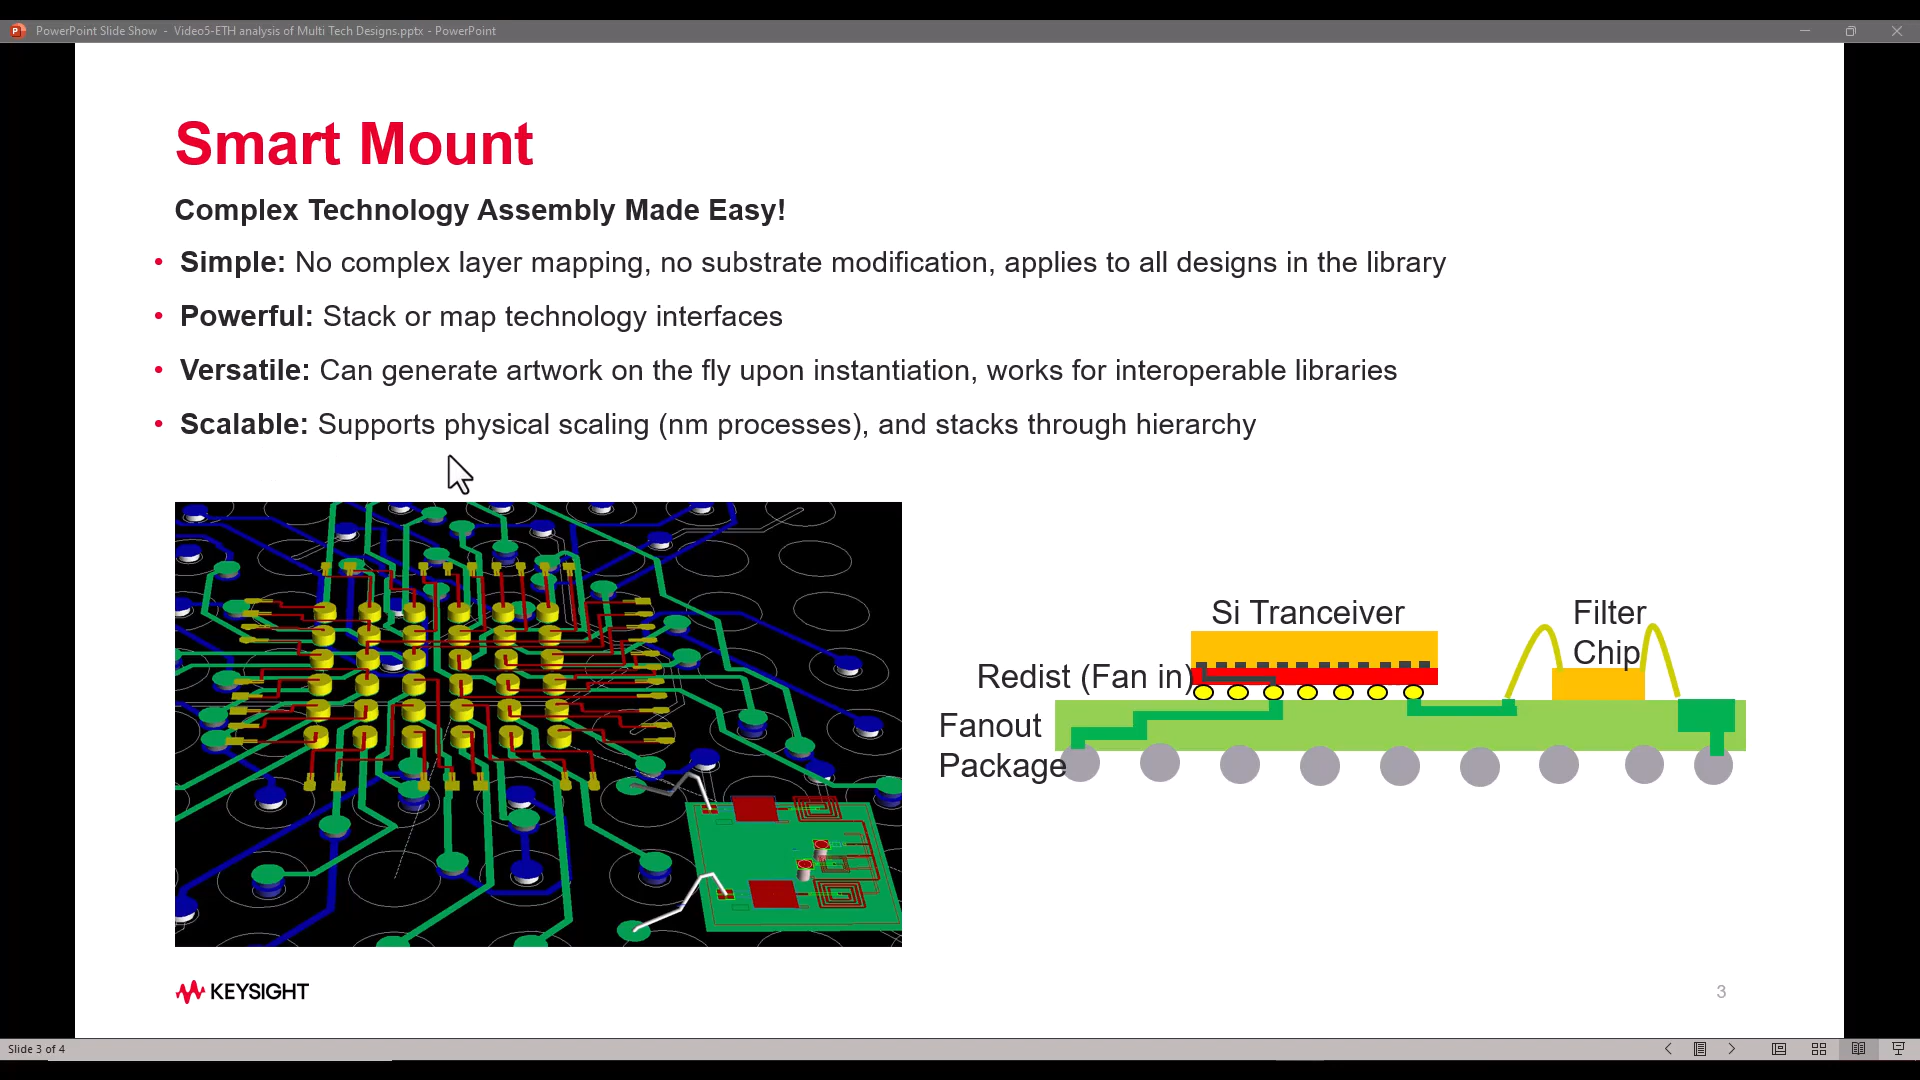 PowerPoint Slide Show - Video5-ETH analysis of Multi Tech Designs.pptx - PowerPoint
Smart Mount
Complex Technology Assembly Made Easy!
• Simple: No complex layer mapping, no substrate modification, applies to all designs in the library
• Powerful: Stack or map technology interfaces
• Versatile: Can generate artwork on the fly upon instantiation, works for interoperable libraries
• Scalable: Supports physical scaling (nm processes), and stacks through hierarchy
Si Tranceiver
Filter
Chip
Redist (Fan in)
Fanout
Package
KEYSIGHT
3
Slide 3 of 4